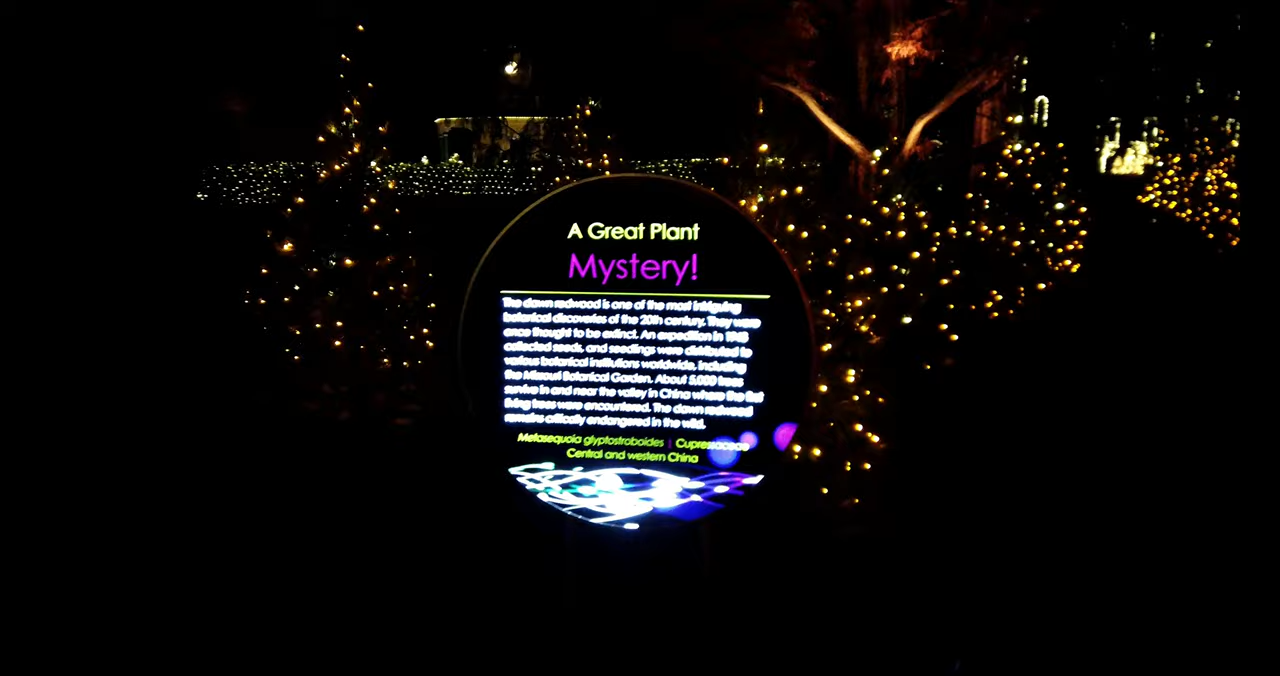 A Great Plant
Mystery!
The dawn redwood is one of the most intriguing
botanical discoveries of the 20th century. They were
once thought to be extinct. An expedition in
collected seeds, and seedlings were distributed to
various botanical institutions worldwide, including
the Missouri Botanical Garden. About 5,000 trees
survive in and near the valley in China where the first
living trees were encountered. The dawn redwood
remains critically endangered in the wild.
Metasequoia glyptostroboides | Cupressaceae
Central and western China